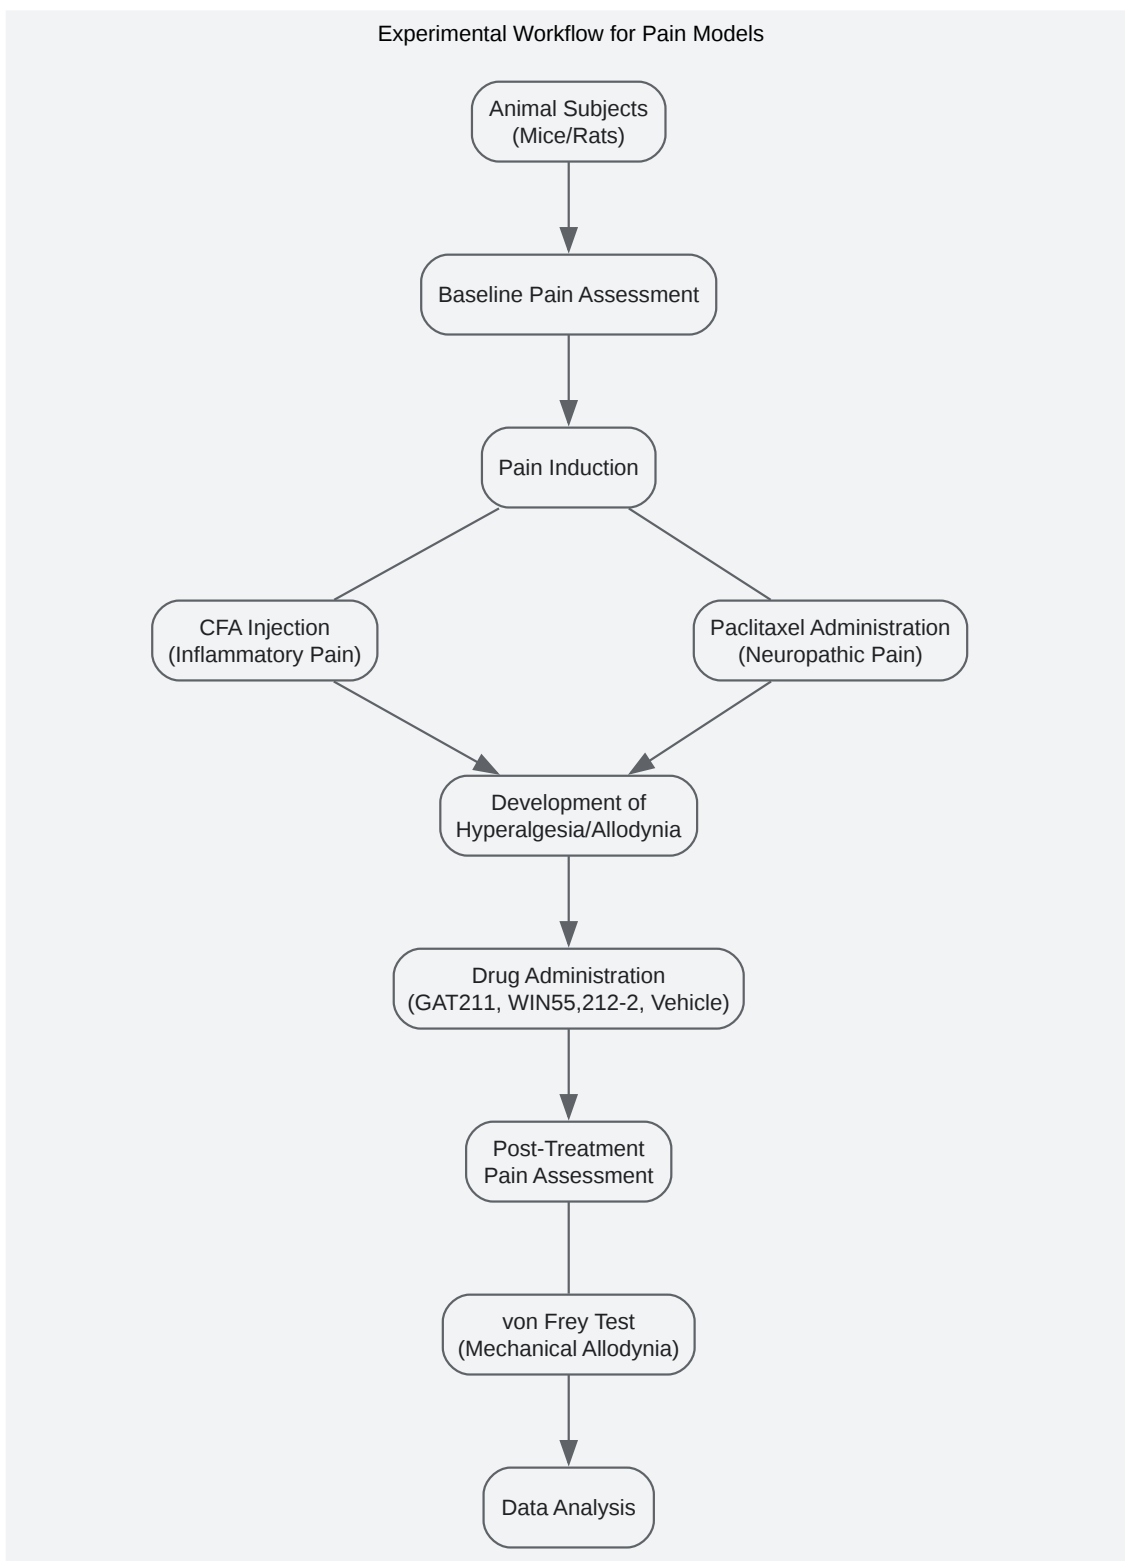 Experimental Workflow for Pain Models
Animal Subjects
(Mice/Rats)
Baseline Pain Assessment
Pain Induction
CFA Injection
(Inflammatory Pain)
Paclitaxel Administration
(Neuropathic Pain)
Development of
Hyperalgesia/Allodynia
Drug Administration
(GAT211, WIN55,212-2, Vehicle)
Post-Treatment
Pain Assessment
von Frey Test
(Mechanical Allodynia)
Data Analysis